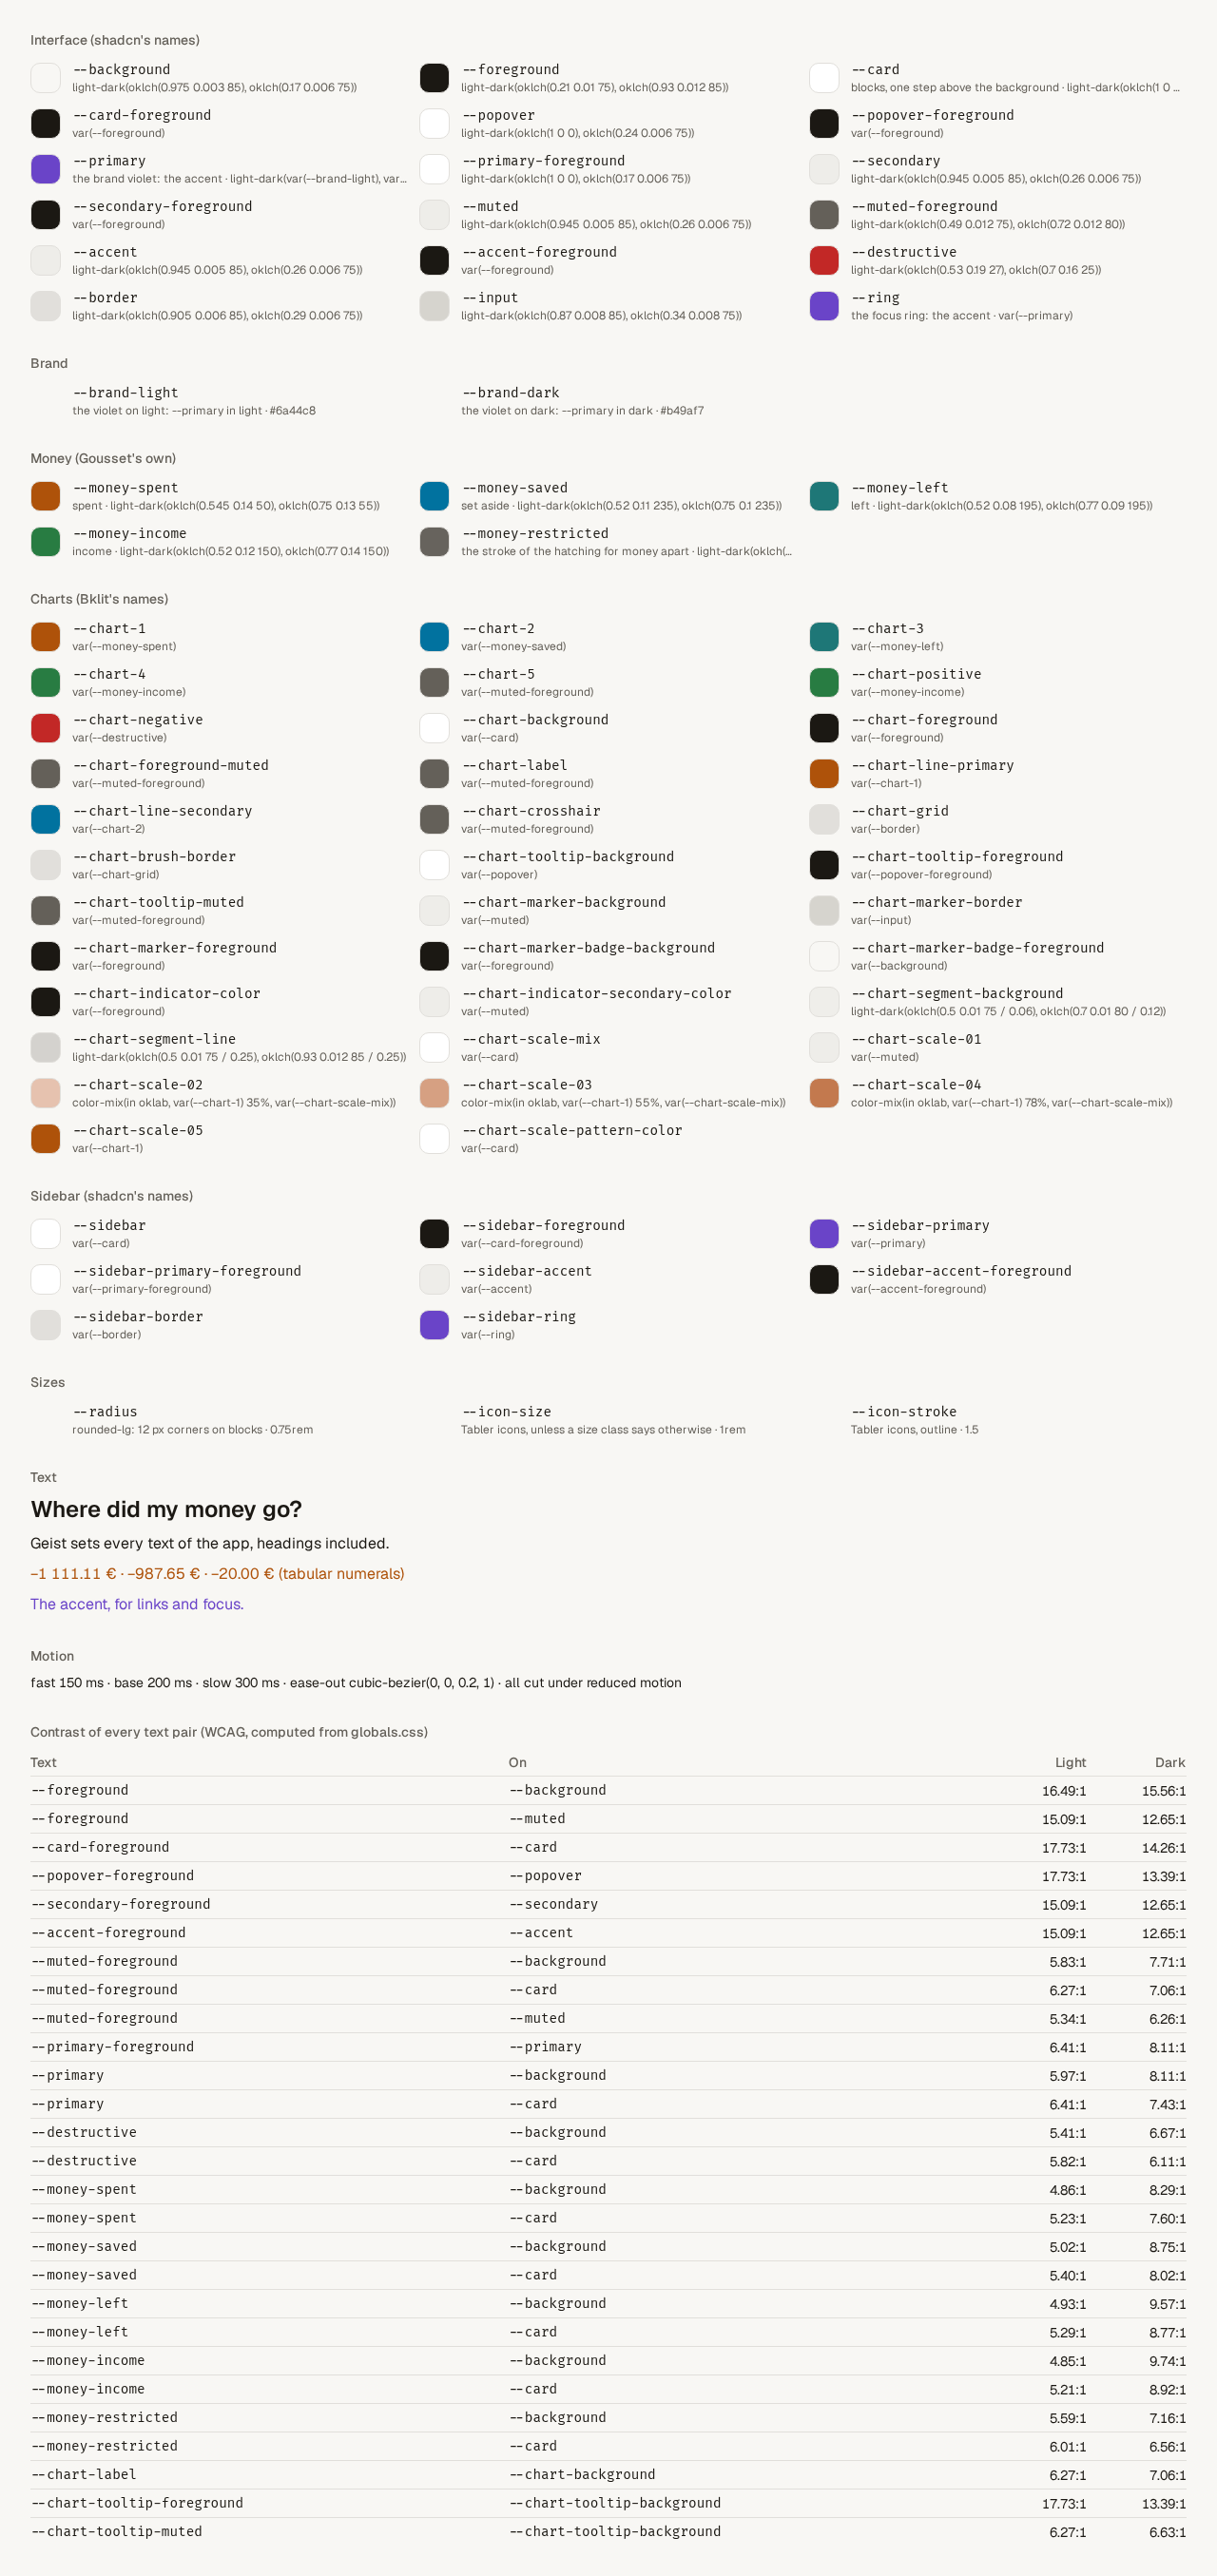 Interface (shadcn's names)
--background
light-dark(oklch(0.975 0.003 85), oklch(0.17 0.006 75))
--foreground
light-dark(oklch(0.21 0.01 75), oklch(0.93 0.012 85))
--card
blocks, one step above the background · light-dark(oklch(1 0 …
--card-foreground
var(--foreground)
--popover
light-dark(oklch(1 0 0), oklch(0.24 0.006 75))
--popover-foreground
var(--foreground)
--primary
the brand violet: the accent · light-dark(var(--brand-light), var…
--primary-foreground
light-dark(oklch(1 0 0), oklch(0.17 0.006 75))
--secondary
light-dark(oklch(0.945 0.005 85), oklch(0.26 0.006 75))
--secondary-foreground
var(--foreground)
--muted
light-dark(oklch(0.945 0.005 85), oklch(0.26 0.006 75))
--muted-foreground
light-dark(oklch(0.49 0.012 75), oklch(0.72 0.012 80))
--accent
light-dark(oklch(0.945 0.005 85), oklch(0.26 0.006 75))
--accent-foreground
var(--foreground)
--destructive
light-dark(oklch(0.53 0.19 27), oklch(0.7 0.16 25))
--border
light-dark(oklch(0.905 0.006 85), oklch(0.29 0.006 75))
--input
light-dark(oklch(0.87 0.008 85), oklch(0.34 0.008 75))
--ring
the focus ring: the accent · var(--primary)
Brand
--brand-light
the violet on light: --primary in light · #6a44c8
--brand-dark
the violet on dark: --primary in dark · #b49af7
Money (Gousset's own)
--money-spent
spent · light-dark(oklch(0.545 0.14 50), oklch(0.75 0.13 55))
--money-saved
set aside · light-dark(oklch(0.52 0.11 235), oklch(0.75 0.1 235))
--money-left
left · light-dark(oklch(0.52 0.08 195), oklch(0.77 0.09 195))
--money-income
income · light-dark(oklch(0.52 0.12 150), oklch(0.77 0.14 150))
--money-restricted
the stroke of the hatching for money apart · light-dark(oklch(…
Charts (Bklit's names)
--chart-1
var(--money-spent)
--chart-2
var(--money-saved)
--chart-3
var(--money-left)
--chart-4
var(--money-income)
--chart-5
var(--muted-foreground)
--chart-positive
var(--money-income)
--chart-negative
var(--destructive)
--chart-background
var(--card)
--chart-foreground
var(--foreground)
--chart-foreground-muted
var(--muted-foreground)
--chart-label
var(--muted-foreground)
--chart-line-primary
var(--chart-1)
--chart-line-secondary
var(--chart-2)
--chart-crosshair
var(--muted-foreground)
--chart-grid
var(--border)
--chart-brush-border
var(--chart-grid)
--chart-tooltip-background
var(--popover)
--chart-tooltip-foreground
var(--popover-foreground)
--chart-tooltip-muted
var(--muted-foreground)
--chart-marker-background
var(--muted)
--chart-marker-border
var(--input)
--chart-marker-foreground
var(--foreground)
--chart-marker-badge-background
var(--foreground)
--chart-marker-badge-foreground
var(--background)
--chart-indicator-color
var(--foreground)
--chart-indicator-secondary-color
var(--muted)
--chart-segment-background
light-dark(oklch(0.5 0.01 75 / 0.06), oklch(0.7 0.01 80 / 0.12))
--chart-segment-line
light-dark(oklch(0.5 0.01 75 / 0.25), oklch(0.93 0.012 85 / 0.25))
--chart-scale-mix
var(--card)
--chart-scale-01
var(--muted)
--chart-scale-02
color-mix(in oklab, var(--chart-1) 35%, var(--chart-scale-mix))
--chart-scale-03
color-mix(in oklab, var(--chart-1) 55%, var(--chart-scale-mix))
--chart-scale-04
color-mix(in oklab, var(--chart-1) 78%, var(--chart-scale-mix))
--chart-scale-05
var(--chart-1)
--chart-scale-pattern-color
var(--card)
Sidebar (shadcn's names)
--sidebar
var(--card)
--sidebar-foreground
var(--card-foreground)
--sidebar-primary
var(--primary)
--sidebar-primary-foreground
var(--primary-foreground)
--sidebar-accent
var(--accent)
--sidebar-accent-foreground
var(--accent-foreground)
--sidebar-border
var(--border)
--sidebar-ring
var(--ring)
Sizes
--radius
rounded-lg: 12 px corners on blocks · 0.75rem
--icon-size
Tabler icons, unless a size class says otherwise · 1rem
--icon-stroke
Tabler icons, outline · 1.5
Text
Where did my money go?
Geist sets every text of the app, headings included.
−1 111.11 € · −987.65 € · −20.00 € (tabular numerals)
The accent, for links and focus.
Motion
fast 150 ms · base 200 ms · slow 300 ms · ease-out cubic-bezier(0, 0, 0.2, 1) · all cut under reduced motion
Contrast of every text pair (WCAG, computed from globals.css)
Text On Light Dark
--foreground --background 16.49:1 15.56:1
--foreground --muted 15.09:1 12.65:1
--card-foreground --card 17.73:1 14.26:1
--popover-foreground --popover 17.73:1 13.39:1
--secondary-foreground --secondary 15.09:1 12.65:1
--accent-foreground --accent 15.09:1 12.65:1
--muted-foreground --background 5.83:1 7.71:1
--muted-foreground --card 6.27:1 7.06:1
--muted-foreground --muted 5.34:1 6.26:1
--primary-foreground --primary 6.41:1 8.11:1
--primary --background 5.97:1 8.11:1
--primary --card 6.41:1 7.43:1
--destructive --background 5.41:1 6.67:1
--destructive --card 5.82:1 6.11:1
--money-spent --background 4.86:1 8.29:1
--money-spent --card 5.23:1 7.60:1
--money-saved --background 5.02:1 8.75:1
--money-saved --card 5.40:1 8.02:1
--money-left --background 4.93:1 9.57:1
--money-left --card 5.29:1 8.77:1
--money-income --background 4.85:1 9.74:1
--money-income --card 5.21:1 8.92:1
--money-restricted --background 5.59:1 7.16:1
--money-restricted --card 6.01:1 6.56:1
--chart-label --chart-background 6.27:1 7.06:1
--chart-tooltip-foreground --chart-tooltip-background 17.73:1 13.39:1
--chart-tooltip-muted --chart-tooltip-background 6.27:1 6.63:1